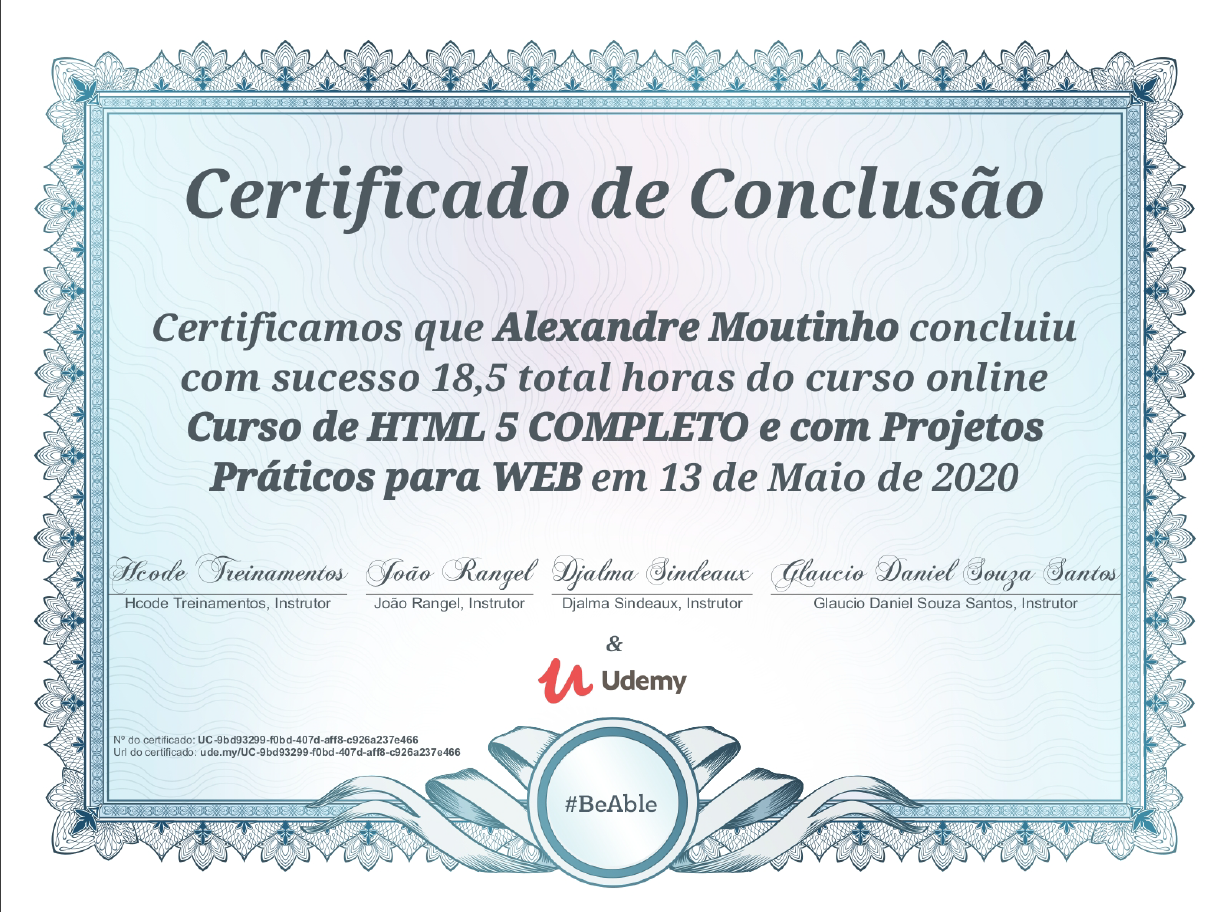 Certificado de Conclusão
Certificamos que Alexandre Moutinho concluiu
com sucesso 18,5 total horas do curso online
Curso de HTML 5 COMPLETO e com Projetos
Práticos para WEB em 13 de Maio de 2020
Hcode Treinamentos João Rangel Djalma Sindeaux Glaucio Daniel Souza Santos
Hcode Treinamentos, Instrutor João Rangel, Instrutor Djalma Sindeaux, Instrutor Glaucio Daniel Souza Santos, Instrutor
&
Udemy
Nº do certificado: UC-9bd93299-f0bd-407d-aff8-c926a237e466
Url do certificado: ude.my/UC-9bd93299-f0bd-407d-aff8-c926a237e466
#BeAble